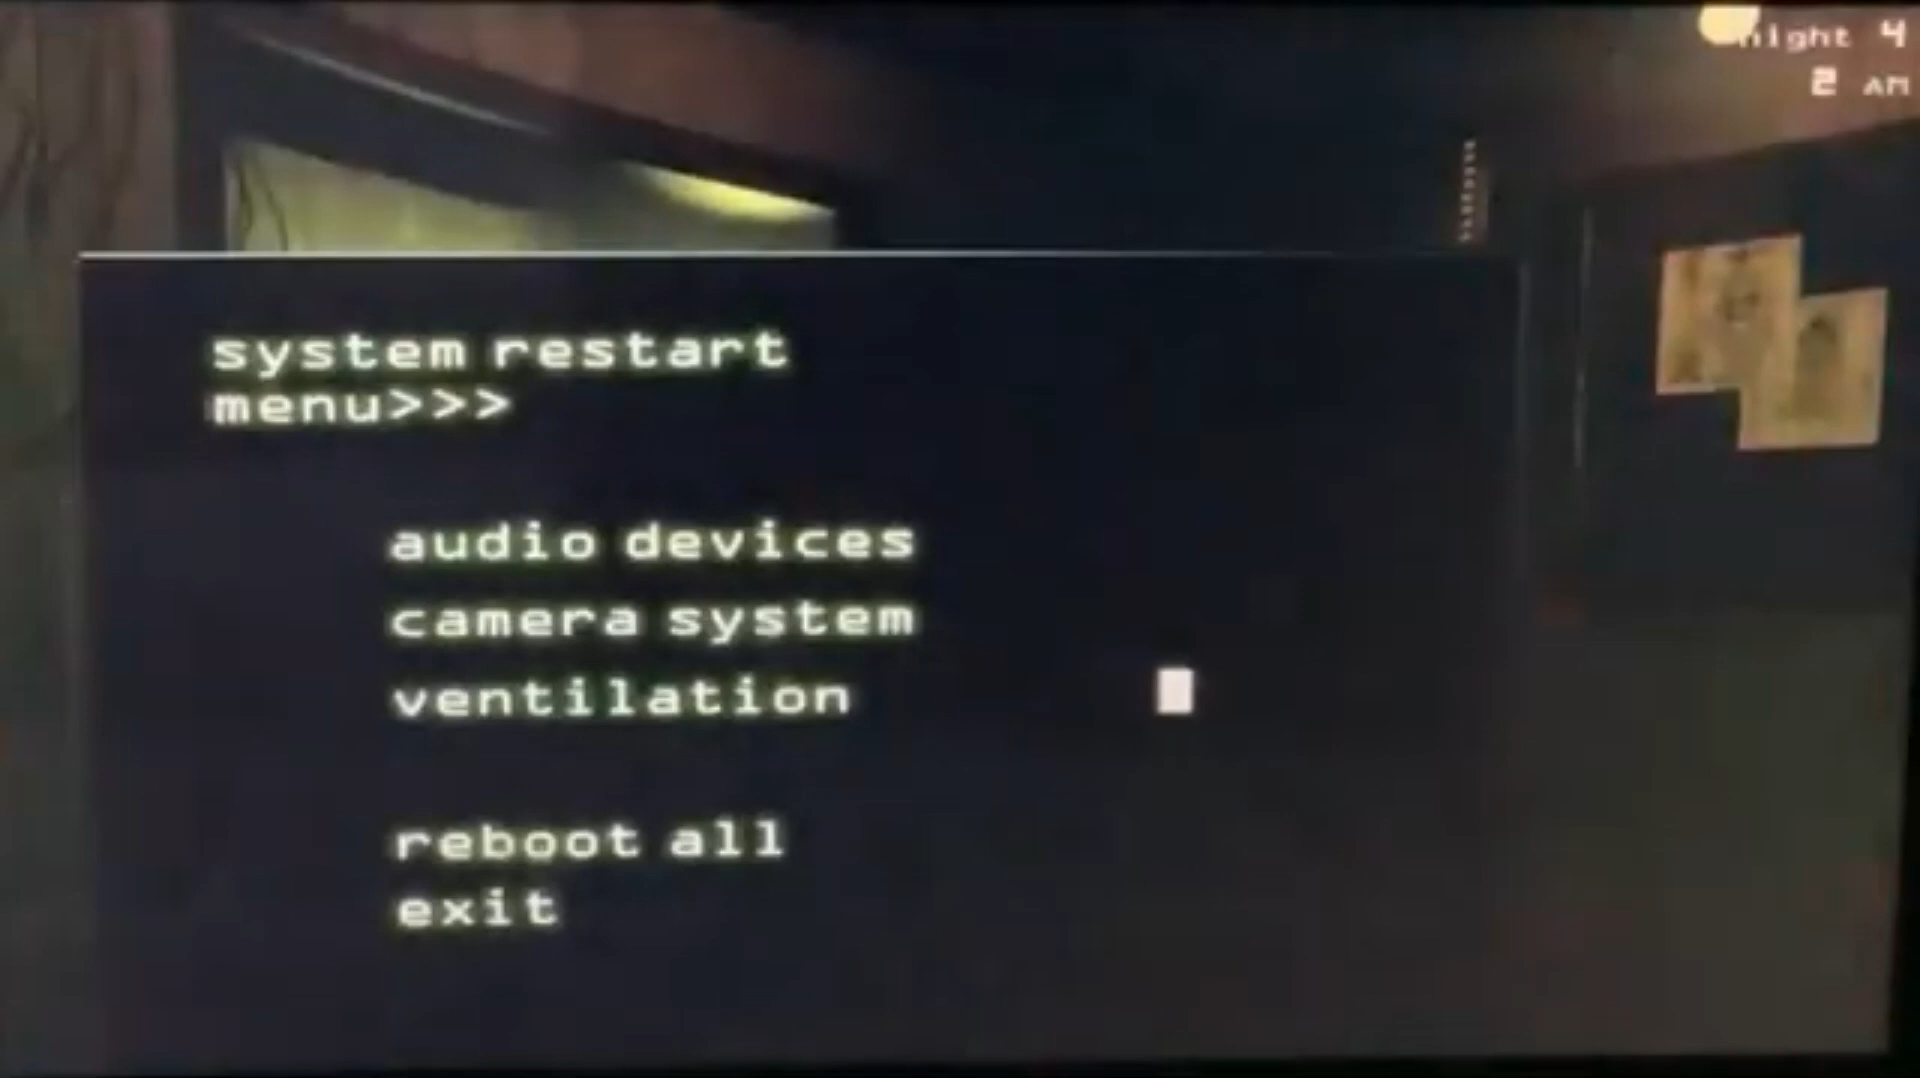 night 4
2 AM
system restart
menu>>>
audio devices
camera system
ventilation
reboot all
exit